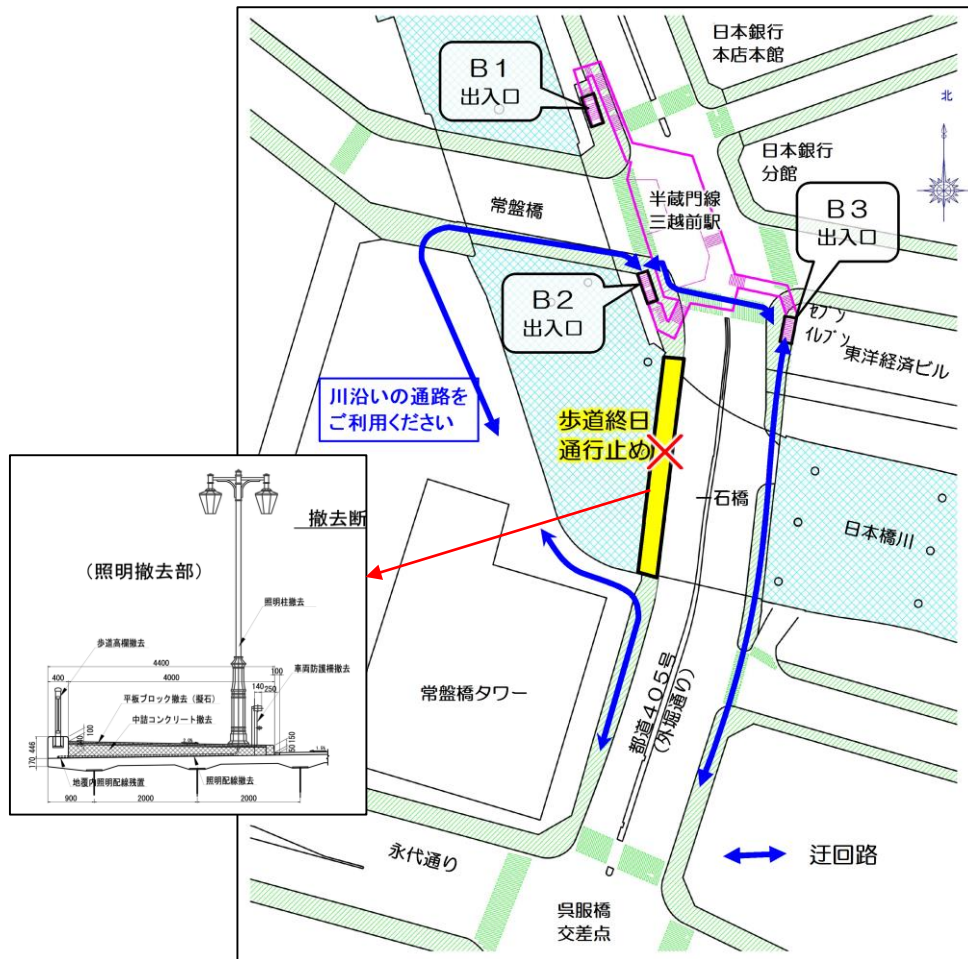 日本銀行
本店本館
B1
出入口
北
日本銀行
分館
半蔵門線
三越前駅
B3
出入口
常盤橋
B2
出入口
セブン
イレブン
東洋経済ビル
川沿いの通路を
ご利用ください
歩道終日
通行止め
一石橋
日本橋川
常盤橋タワー
都道405号
(外堀通り)
永代通り
呉服橋
交差点
迂回路
撤去断
(照明撤去部)
照明柱撤去
歩道高欄撤去
車両防護柵撤去
4400
400
4000
100
140
250
平板ブロック撤去(擬石)
中詰コンクリート撤去
100
446
170
150
50
地覆内照明配線残置
照明配線撤去
900
2000
2000